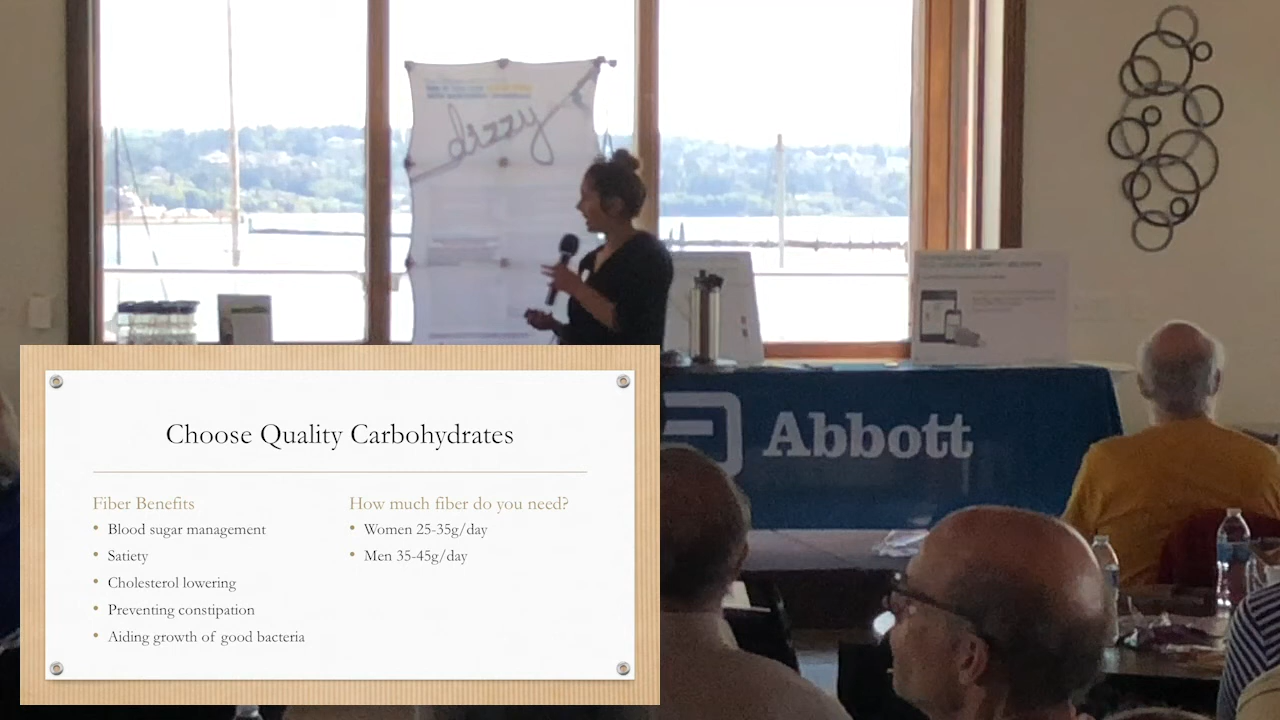 dizzy
Abbott
Choose Quality Carbohydrates
Fiber Benefits
• Blood sugar management
• Satiety
• Cholesterol lowering
• Preventing constipation
• Aiding growth of good bacteria
How much fiber do you need?
• Women 25-35g/day
• Men 35-45g/day